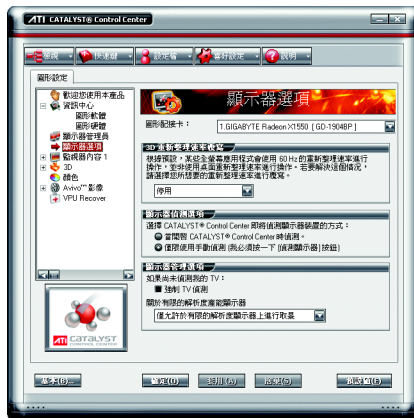 ATI CATALYST® Control Center
檢視
快速鍵
設定檔
喜好設定
說明
圖形設定
歡迎您使用本產品
資訊中心
圖形軟體
圖形硬體
顯示器管理員
顯示器選項
監視器內容 1
3D
顏色
Avivo™ 影像
VPU Recover
ATI CATALYST
CONTROL CENTER
顯示器選項
圖形配接卡：
1.GIGABYTE Radeon X1550 [ GD-1904BP ]
3D 重新整理速率覆寫
根據預設，某些全螢幕應用程式會使用 60 Hz 的重新整理速率進行
操作，並非使用桌面重新整理速率進行操作。若要解決這個情況，
請選擇您所想要的重新整理速率進行覆寫。
停用
顯示器偵測選項
選擇 CATALYST® Control Center 即將偵測顯示器裝置的方式：
當開啟 CATALYST® Control Center 時偵測。
僅限使用手動偵測 (我必須按一下 [偵測顯示器] 按鈕)
顯示器管理選項
如果尚未偵測我的 TV：
強制 TV 偵測
關於有限的解析度產能顯示器
僅允許於有限的解析度顯示器上進行取景
基本(B)...
確定(O)
套用 (A)
放棄(S)
預設值(E)